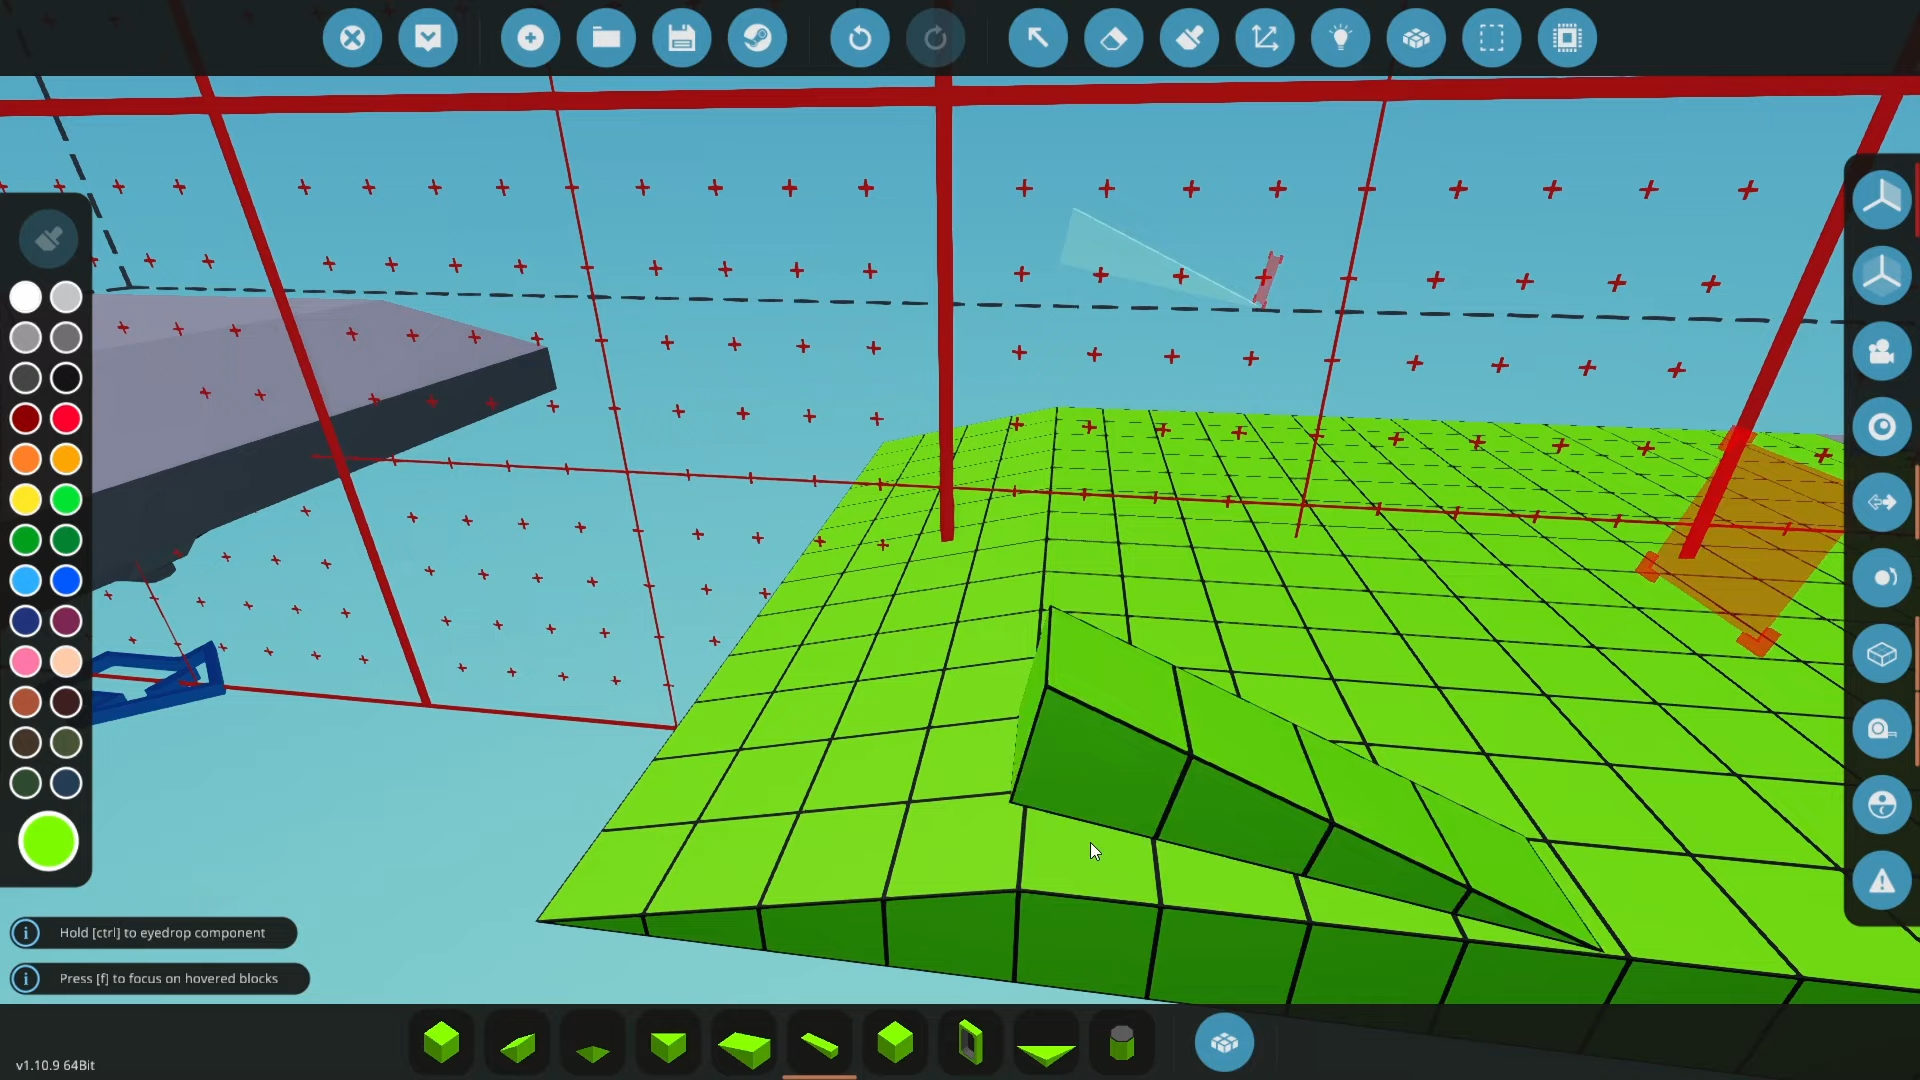 Hold [ctrl] to eyedrop component
Press [f] to focus on hovered blocks
v1.10.9 64Bit